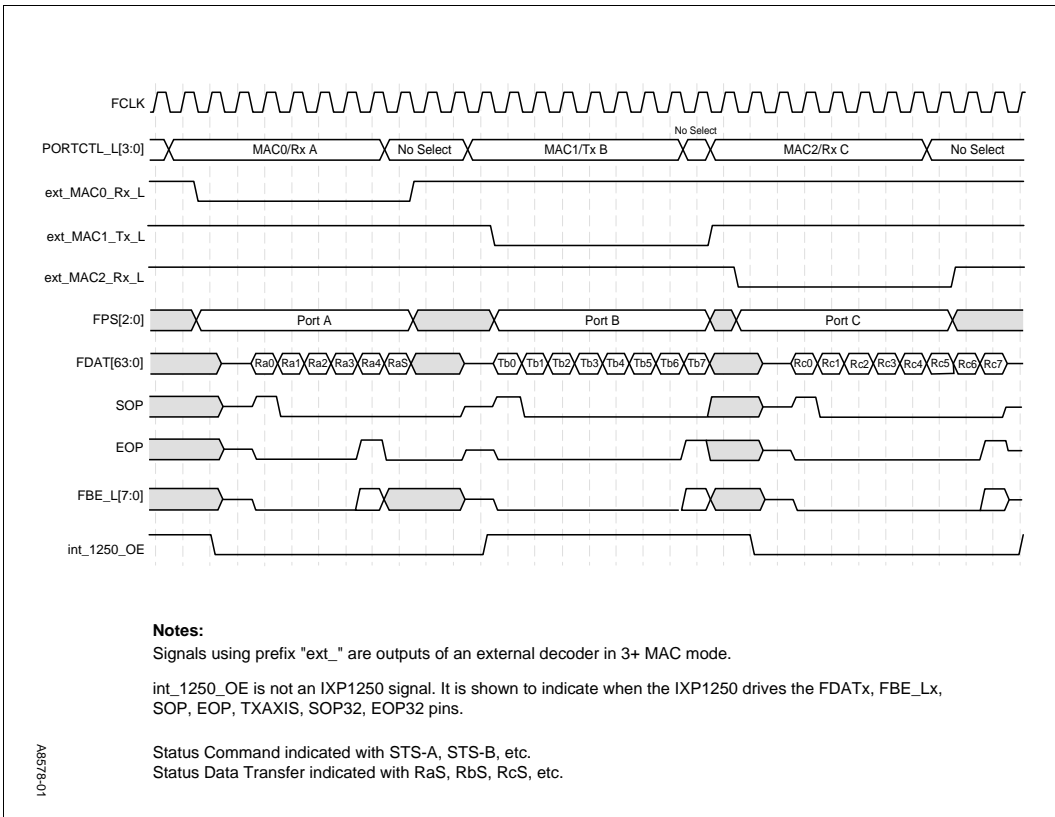 FCLK
No Select
PORTCTL_L[3:0] MAC0/Rx A No Select MAC1/Tx B MAC2/Rx C No Select
ext_MAC0_Rx_L
ext_MAC1_Tx_L
ext_MAC2_Rx_L
FPS[2:0] Port A Port B Port C
FDAT[63:0] Ra0 Ra1 Ra2 Ra3 Ra4 RaS Tb0 Tb1 Tb2 Tb3 Tb4 Tb5 Tb6 Tb7 Rc0 Rc1 Rc2 Rc3 Rc4 Rc5 Rc6 Rc7
SOP
EOP
FBE_L[7:0]
int_1250_OE
Notes:
Signals using prefix "ext_" are outputs of an external decoder in 3+ MAC mode.
int_1250_OE is not an IXP1250 signal. It is shown to indicate when the IXP1250 drives the FDATx, FBE_Lx,
SOP, EOP, TXAXIS, SOP32, EOP32 pins.
Status Command indicated with STS-A, STS-B, etc.
Status Data Transfer indicated with RaS, RbS, RcS, etc.
A8578-01